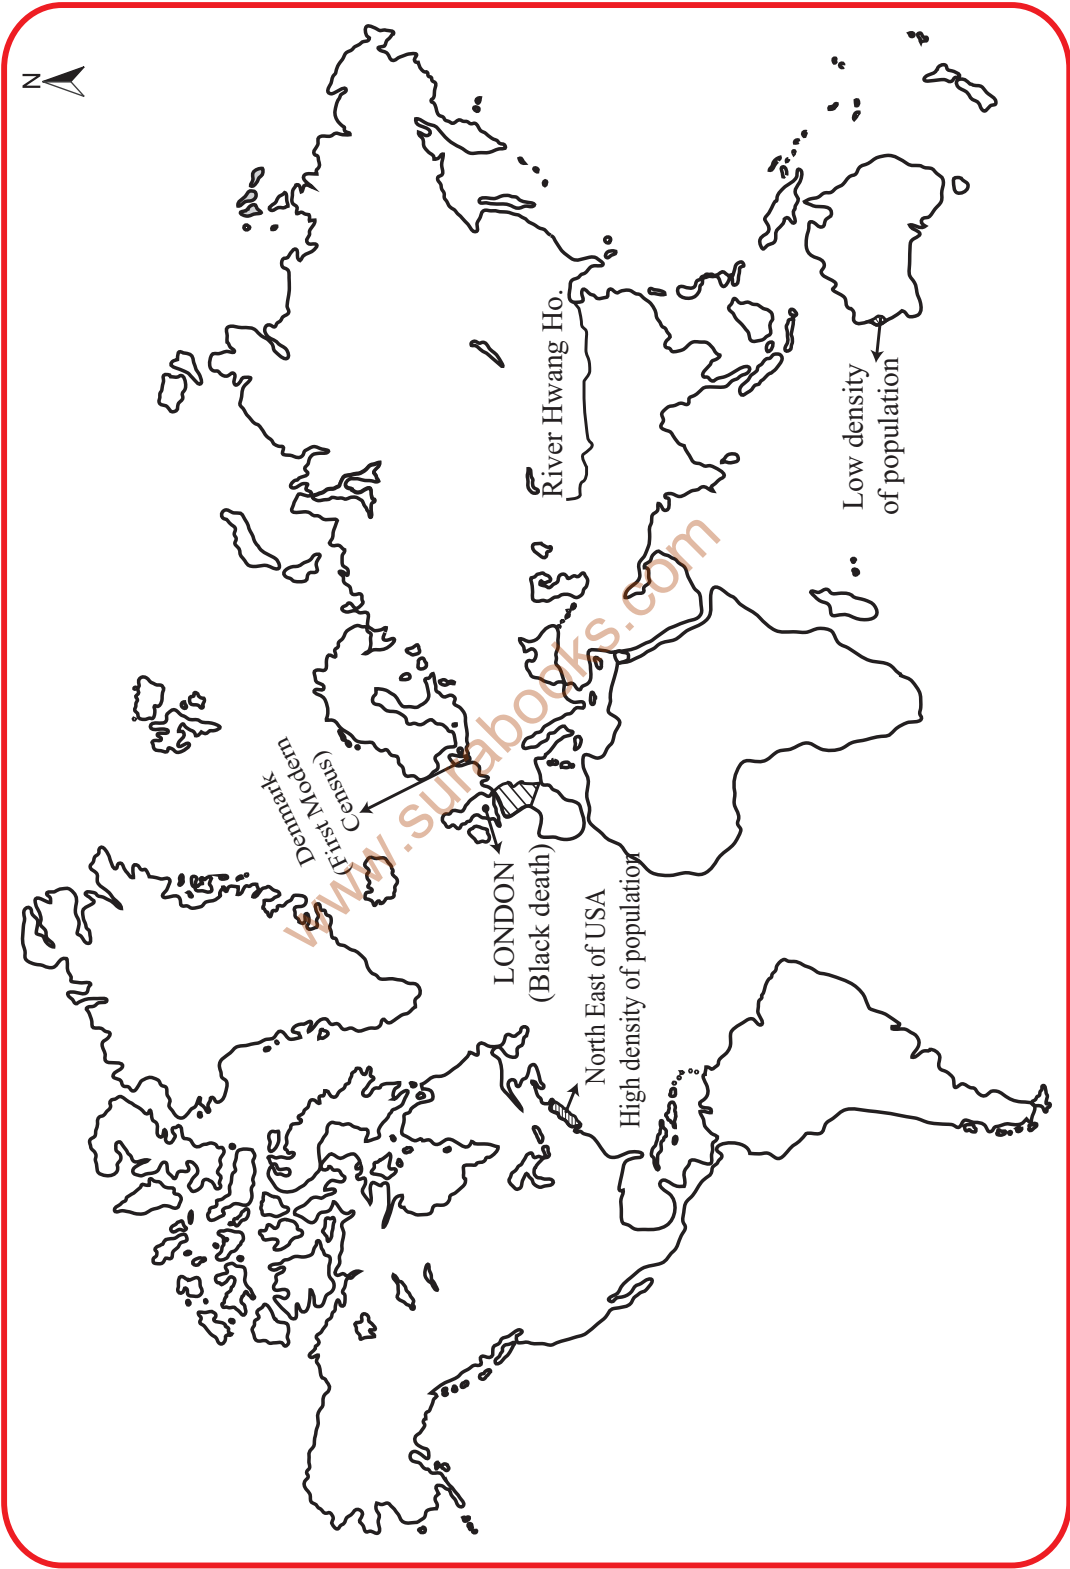 N
Denmark
(First Modern
Census)
LONDON
(Black death)
North East of USA
High density of population
River Hwang Ho.
Low density
of population
www.surabooks.com